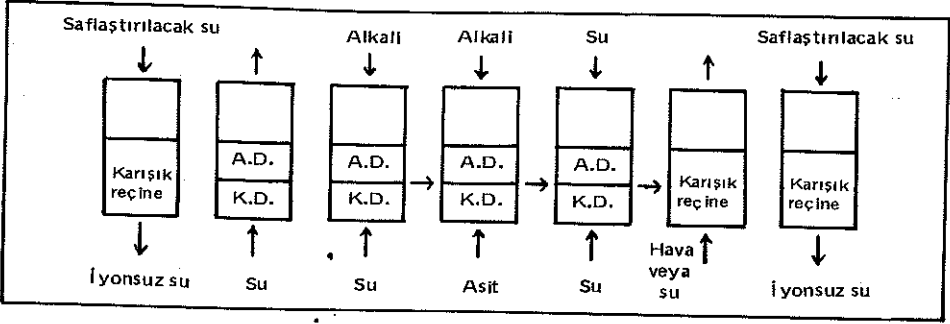 Saflaştırılacak su
Alkali
Alkali
Su
Saflaştırılacak su
Karışık
reçine
A.D.
K.D.
A.D.
K.D.
A.D.
K.D.
A.D.
K.D.
Karışık
reçine
Karışık
reçine
İyonsuz su
Su
Su
Asit
Su
Hava
veya
su
İyonsuz su